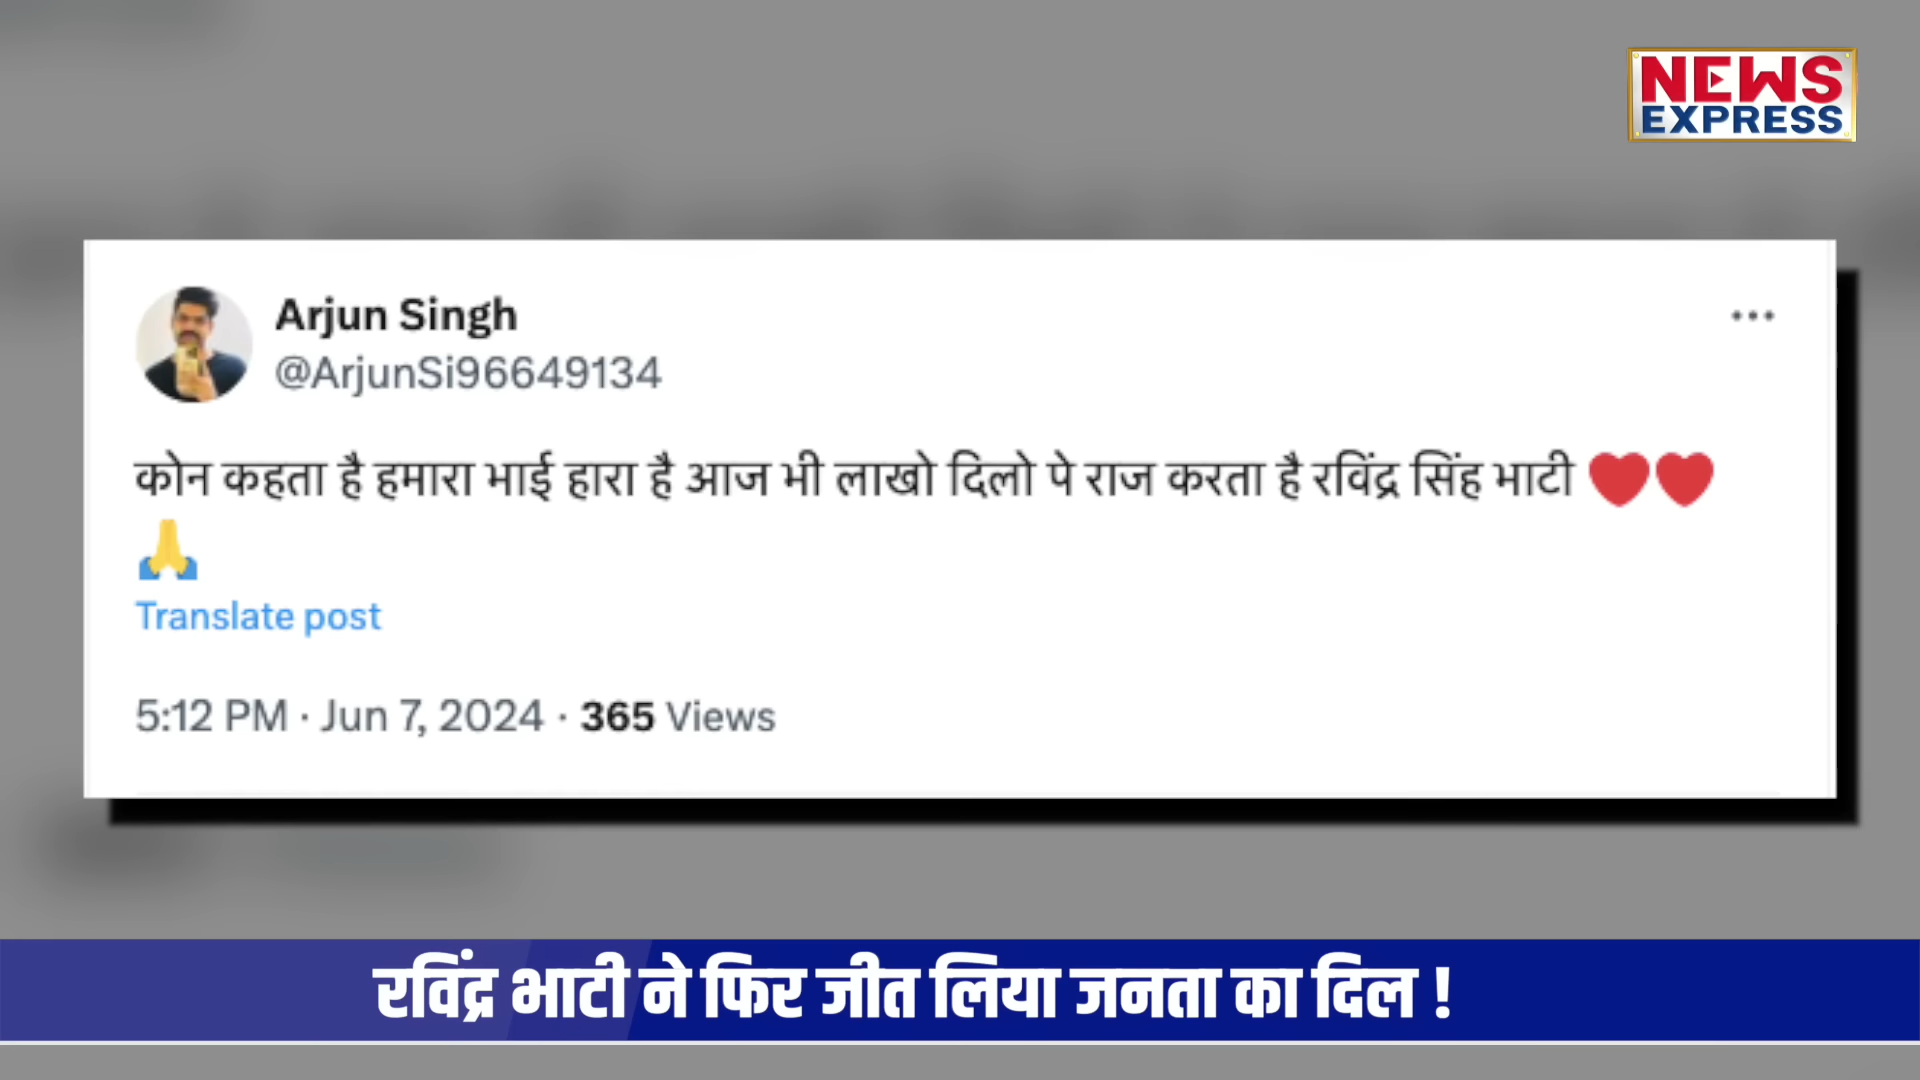 NEWS
EXPRESS
Arjun Singh
@ArjunSi96649134
कोन कहता है हमारा भाई हारा है आज भी लाखो दिलो पे राज करता है रविंद्र सिंह भाटी ❤️❤️
🙏
Translate post
5:12 PM · Jun 7, 2024 · 365 Views
रविंद्र भाटी ने फिर जीत लिया जनता का दिल !